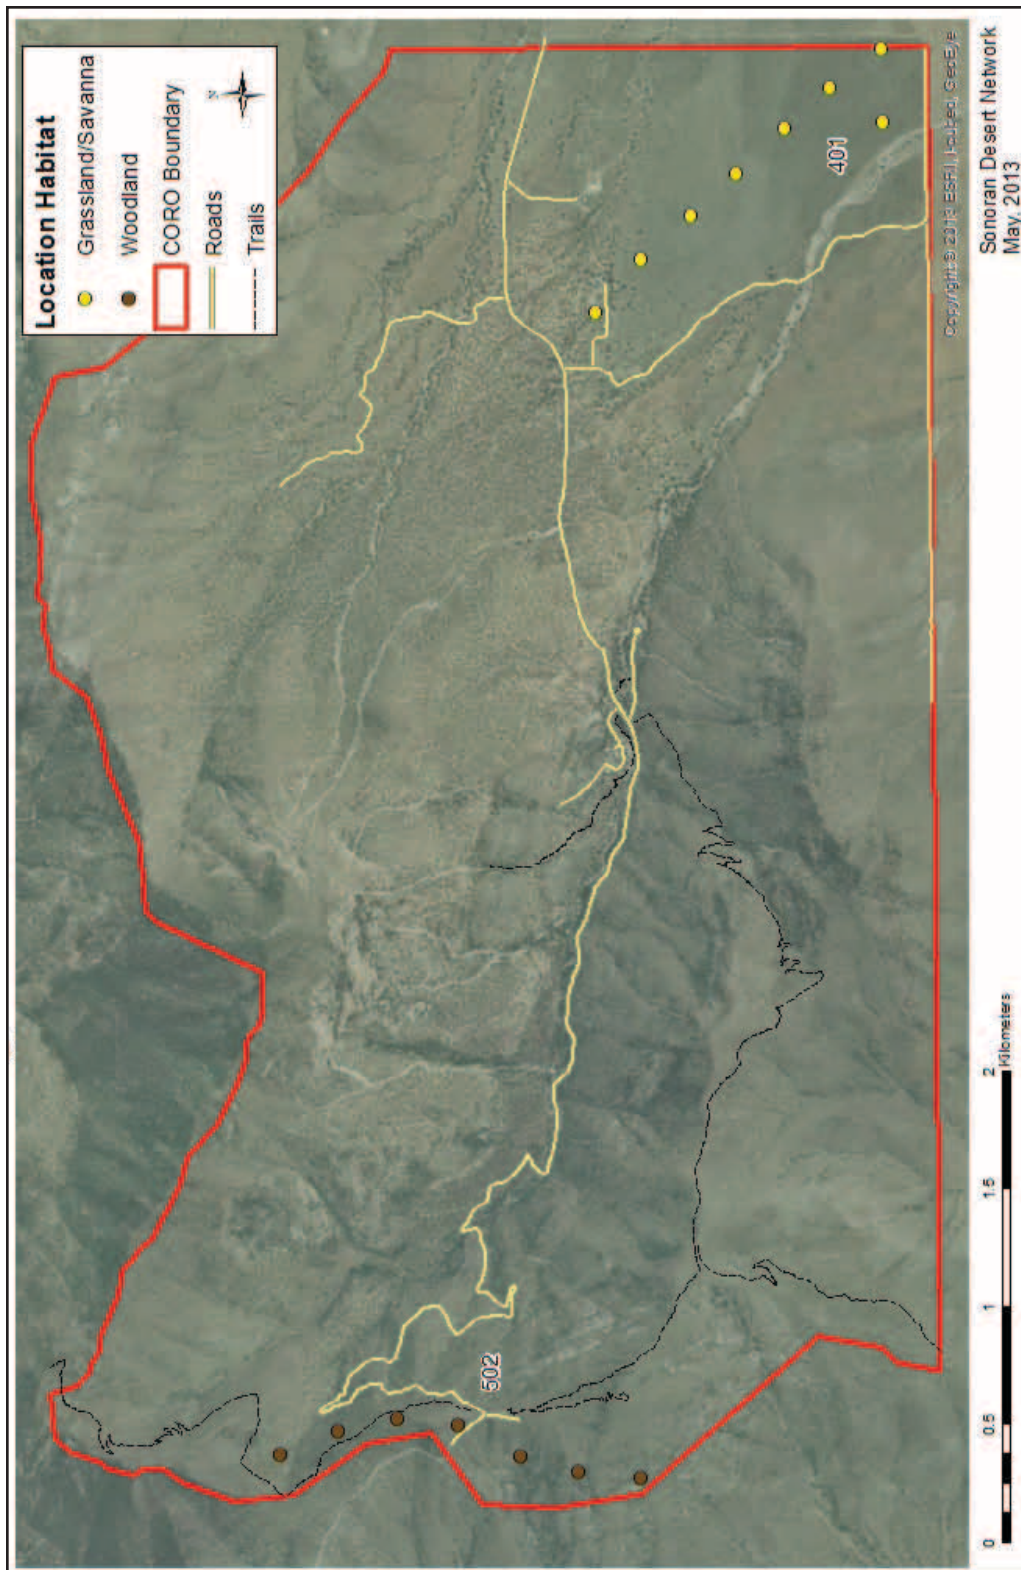 Location Habitat
Grassland/Savanna
Woodland
CORO Boundary
Roads
Trails
N
401
502
Copyright:© 2012 ESRI, i-cubed, GeoEye
Sonoran Desert Network
May, 2013
0 0.5 1 1.5 2
Kilometers